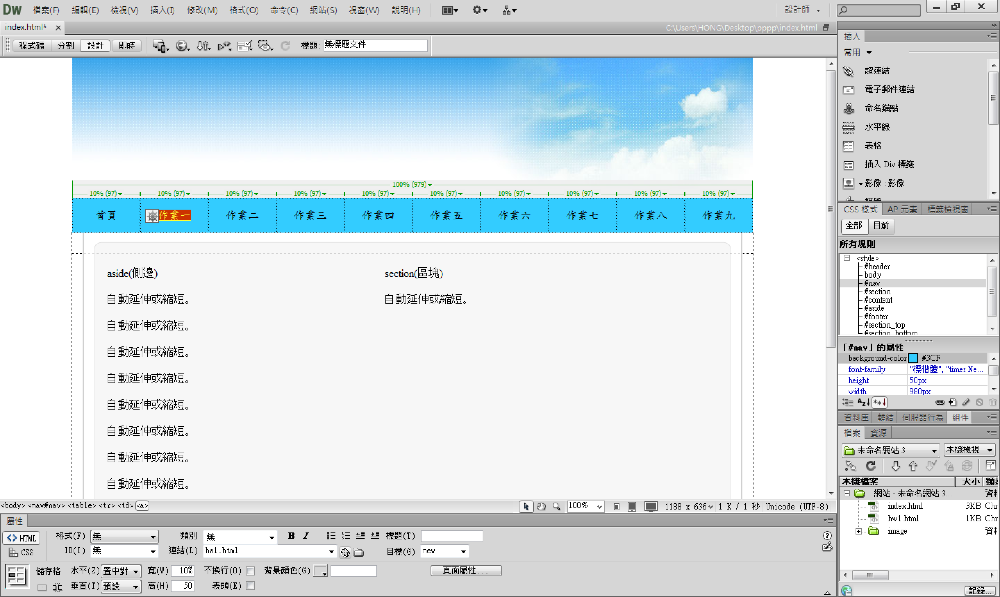 Dw 檔案(F) 編輯(E) 檢視(V) 插入(I) 修改(M) 格式(O) 命令(C) 網站(S) 視窗(W) 說明(H) 設計師
index.html* C:\Users\HONG\Desktop\pppp\index.html
程式碼 分割 設計 即時 標題: 無標題文件
100% (979)
10% (97) 10% (97) 10% (97) 10% (97) 10% (97) 10% (97) 10% (97) 10% (97) 10% (97) 10% (97)
首頁 作業一 作業二 作業三 作業四 作業五 作業六 作業七 作業八 作業九
aside(側邊) section(區塊)
自動延伸或縮短。 自動延伸或縮短。
自動延伸或縮短。
自動延伸或縮短。
自動延伸或縮短。
自動延伸或縮短。
自動延伸或縮短。
自動延伸或縮短。
自動延伸或縮短。
<body> <nav#nav> <table> <tr> <td> <a> 100% 1188 x 636 1 K / 1 秒 Unicode (UTF-8)
屬性
HTML 格式(F) 無 類別 無 B I 標題(T)
CSS ID(I) 無 連結(L) hw1.html 目標(G) new
儲存格 水平(Z) 置中對 寬(W) 10% 不換行(O) 背景顏色(G) 頁面屬性...
垂直(T) 預設 高(H) 50 表頭(E)
插入
常用
超連結
電子郵件連結
命名錨點
水平線
表格
插入 Div 標籤
影像 : 影像
媒體
CSS 樣式 AP 元素 標籤檢視窗
全部 目前
所有規則
<style>
#header
body
#nav
#section
#content
#aside
#footer
#section_top
#section_bottom
「#nav」的屬性
background-color #3CF
font-family "標楷體", "times Ne...
height 50px
width 980px
資料庫 繫結 伺服器行為 組件
檔案 資源
未命名網站 3 本機檢視
本機檔案 大小 類型
網站 - 未命名網站 3... 資料
index.html 3KB Chr
hw1.html 1KB Chr
image 資料
記錄...